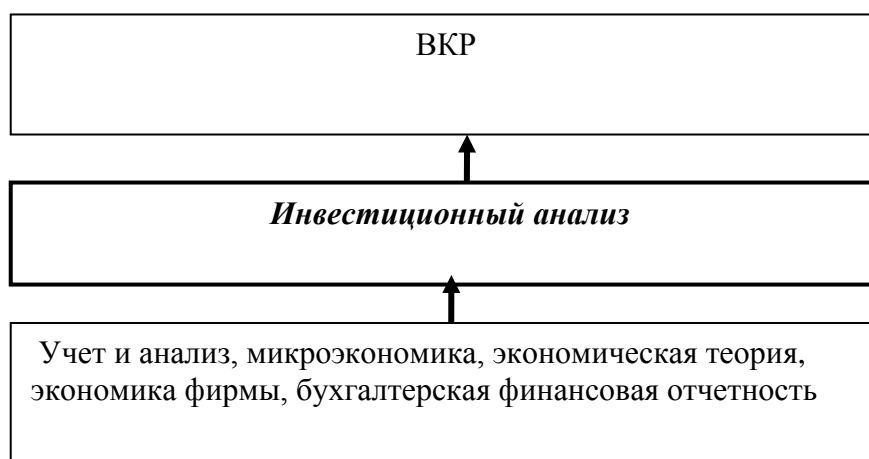 ВКР
Инвестиционный анализ
Учет и анализ, микроэкономика, экономическая теория,
экономика фирмы, бухгалтерская финансовая отчетность